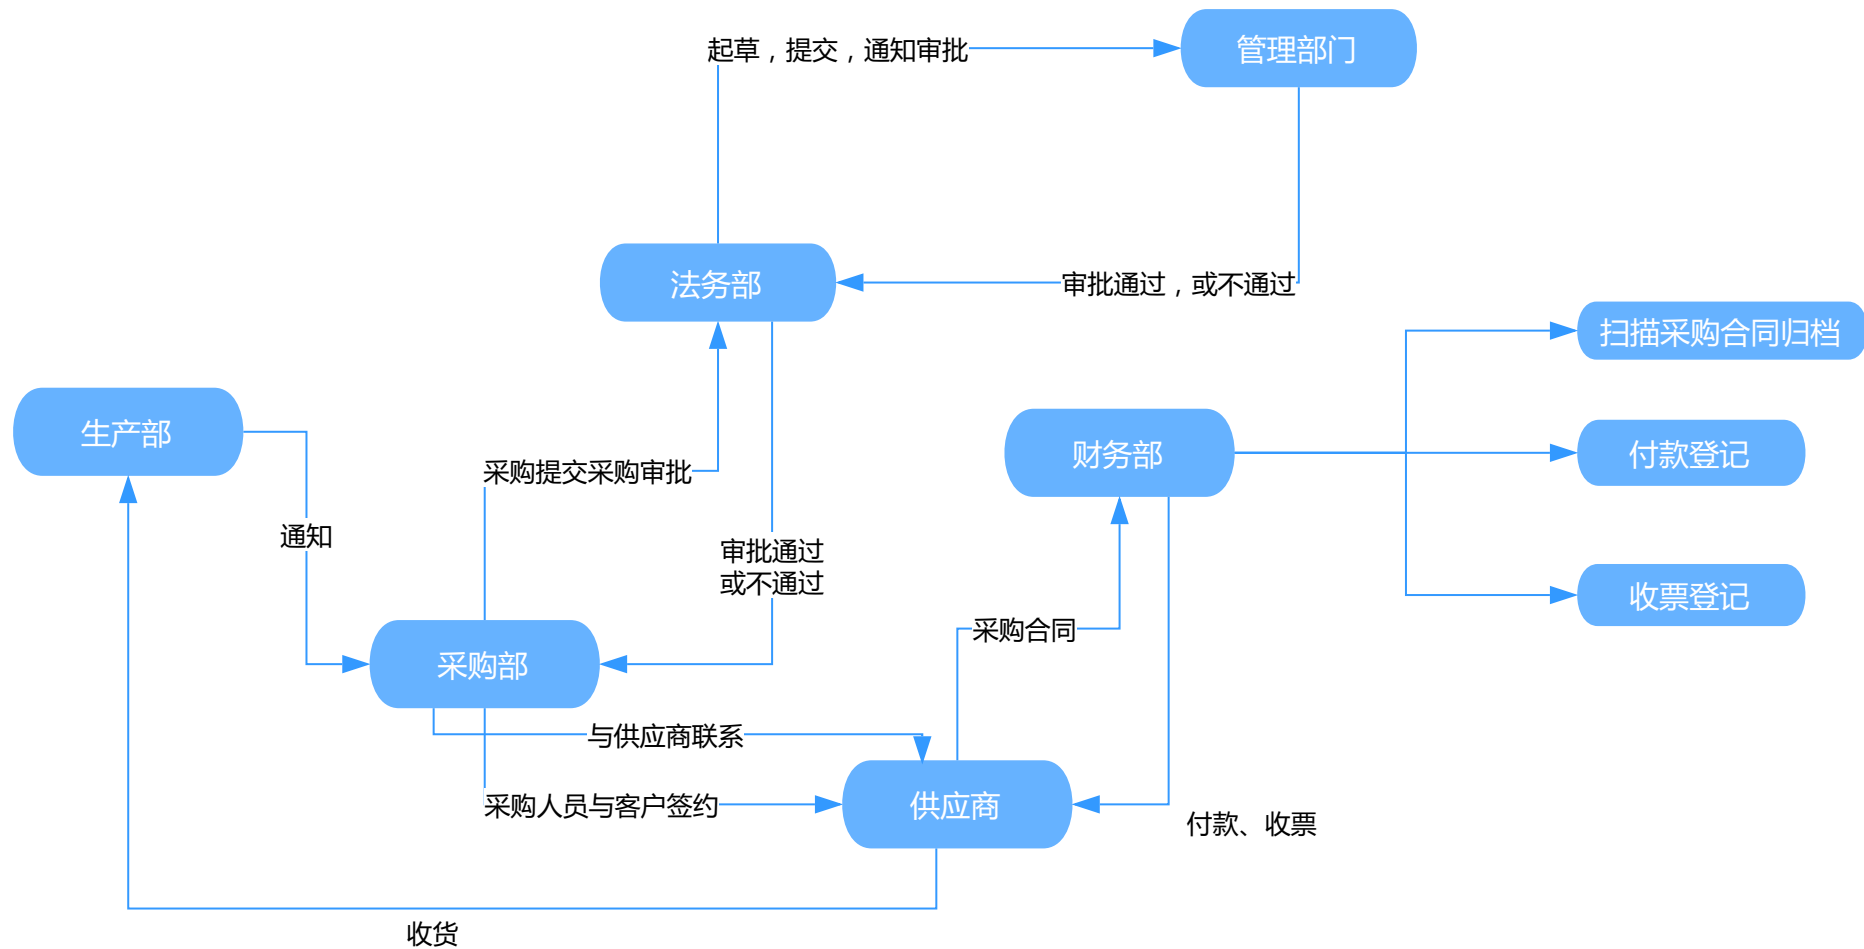 起草，提交，通知审批
管理部门
法务部
审批通过，或不通过
扫描采购合同归档
生产部
财务部
付款登记
采购提交采购审批
通知
审批通过
或不通过
收票登记
采购合同
采购部
与供应商联系
采购人员与客户签约
供应商
付款、收票
收货